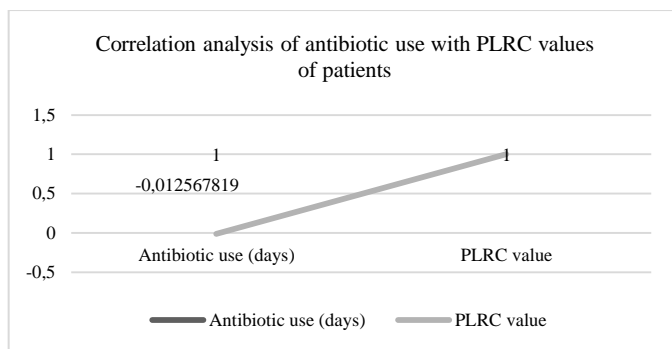 Correlation analysis of antibiotic use with PLRC values
of patients
1,5
1
0,5
0
-0,5
1
-0,012567819
1
Antibiotic use (days)
PLRC value
Antibiotic use (days)
PLRC value